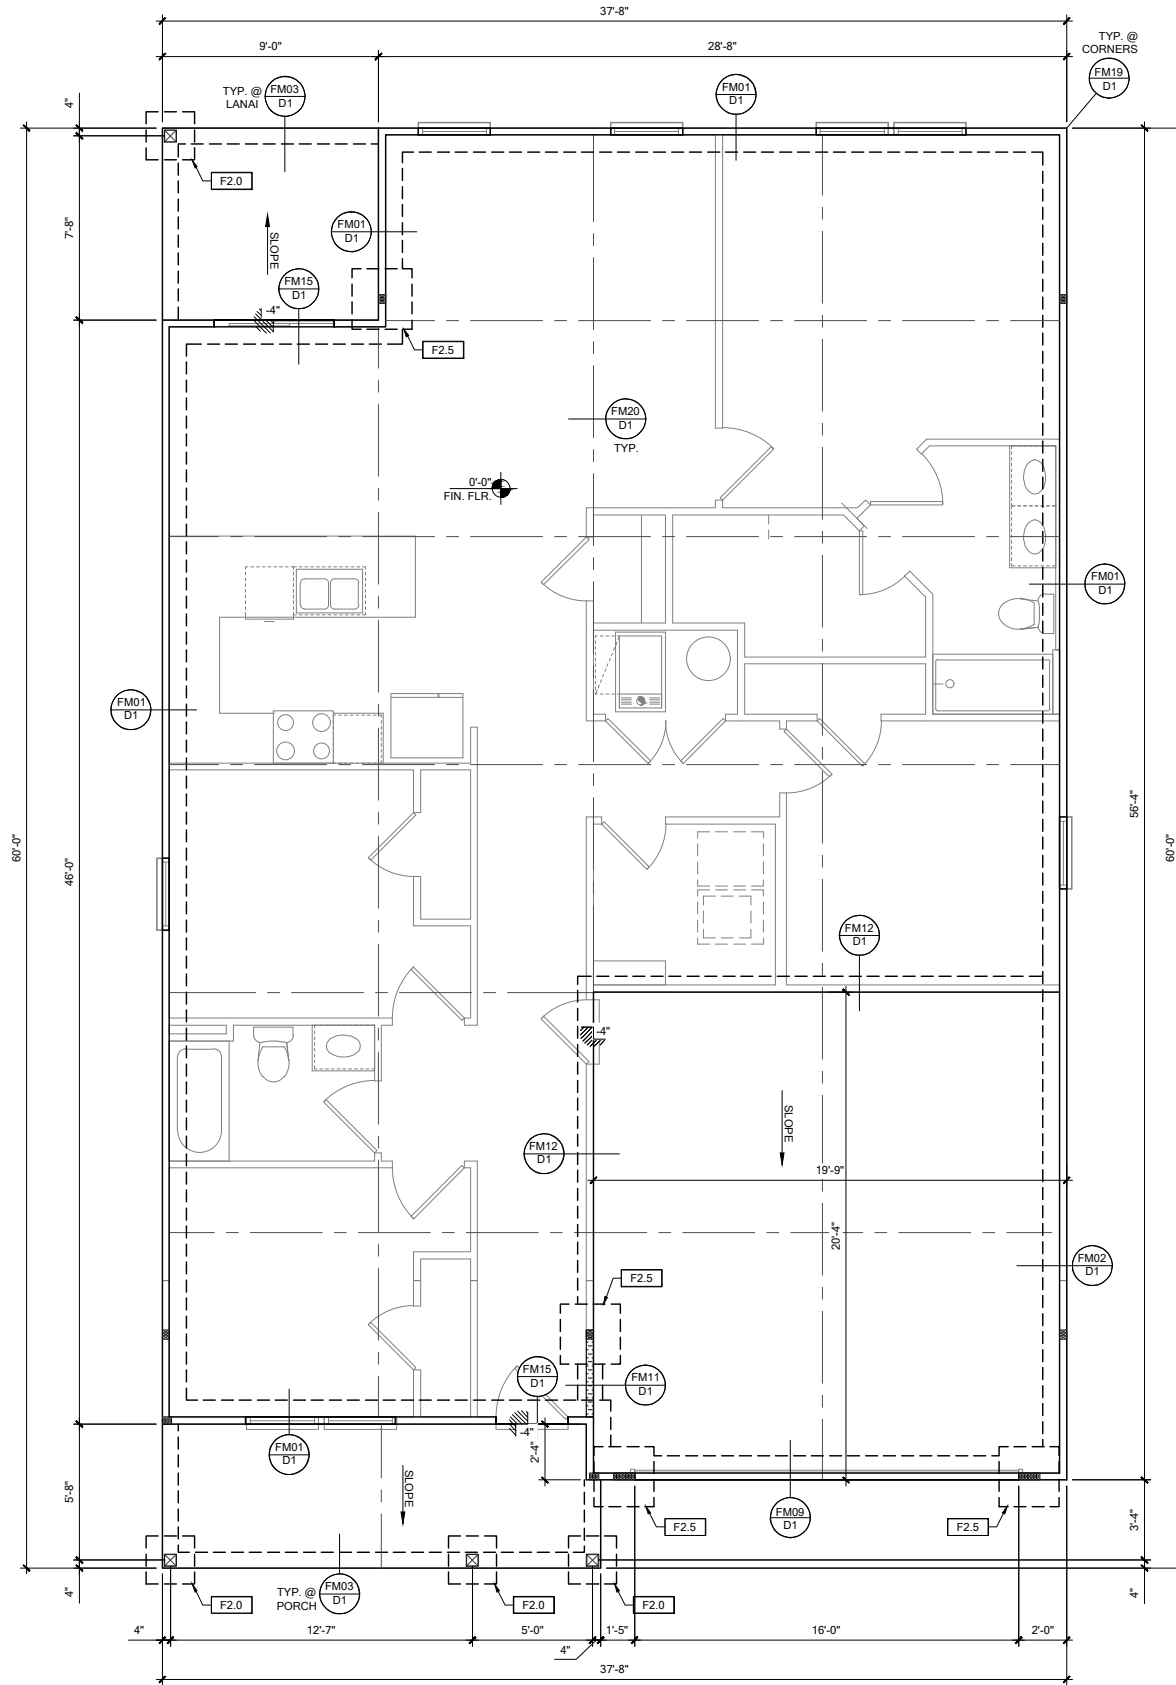 37'-8"
9'-0"
28'-8"
TYP. @
CORNERS
FM19
D1
TYP. @
LANAI
FM03
D1
FM01
D1
4"
F2.0
7'-8"
SLOPE
FM01
D1
FM15
D1
-4"
F2.5
FM20
D1
TYP.
0'-0"
FIN. FLR.
FM01
D1
FM01
D1
60'-0"
46'-0"
56'-4"
60'-0"
FM12
D1
-4"
SLOPE
FM12
D1
19'-9"
20'-4"
FM02
D1
F2.5
FM15
D1
FM11
D1
-4"
2'-4"
FM01
D1
SLOPE
5'-8"
FM09
D1
F2.5
F2.5
3'-4"
4"
4"
TYP. @
PORCH
FM03
D1
F2.0
F2.0
F2.0
4"
12'-7"
5'-0"
4"
1'-5"
16'-0"
2'-0"
37'-8"